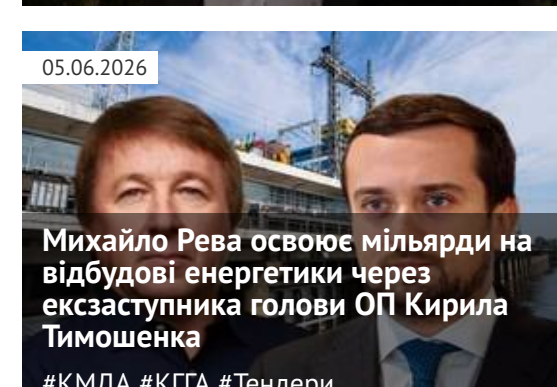 05.06.2026
Михайло Рева освоює мільярди на
відбудові енергетики через
ексзаступника голови ОП Кирила
Тимошенка
#КМДА #КГГА #Тендери